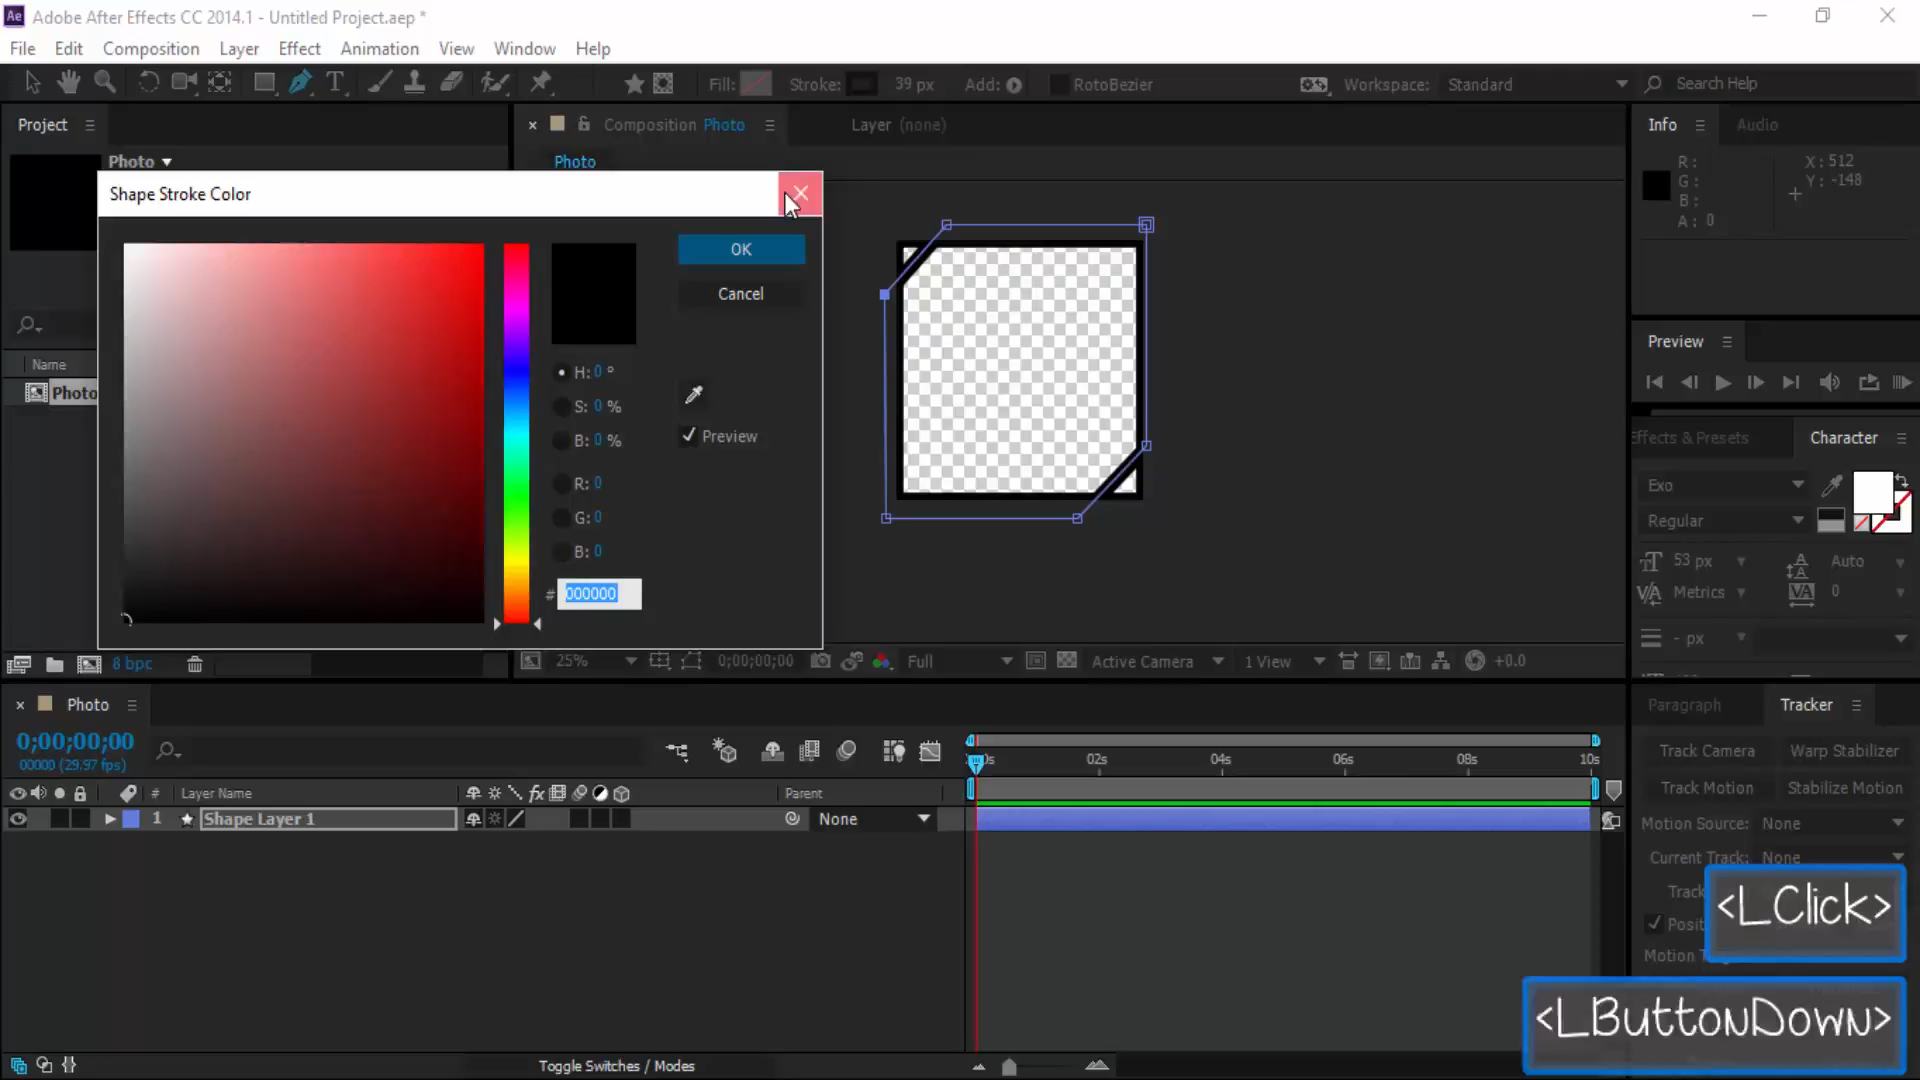 Ae Adobe After Effects CC 2014.1 - Untitled Project.aep *
File Edit Composition Layer Effect Animation View Window Help
Fill: Stroke: 39 px Add: RotoBezier Workspace: Standard Search Help
Project
Composition Photo
Layer (none)
Info
Audio
Photo
Photo
Shape Stroke Color
R:
G:
B:
A: 0
X: 512
Y: -148
OK
Cancel
H: 0 °
S: 0 %
B: 0 %
R: 0
G: 0
B: 0
# 000000
Preview
Name
Photo
Preview
Effects & Presets
Character
Exo
Regular
53 px
Auto
Metrics
0
- px
8 bpc
25%
0;00;00;00
Full
Active Camera
1 View
+0.0
Photo
0;00;00;00
00000 (29.97 fps)
02s 04s 06s 08s 10s
# Layer Name
fx
Parent
1 Shape Layer 1
None
Paragraph
Tracker
Track Camera
Warp Stabilizer
Track Motion
Stabilize Motion
Motion Source: None
Current Track: None
Track
Posit
Motion T
<LClick>
<LButtonDown>
Toggle Switches / Modes